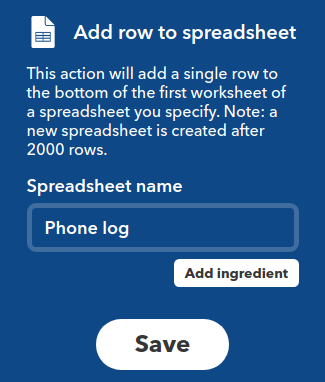 Add row to spreadsheet
This action will add a single row to
the bottom of the first worksheet of
a spreadsheet you specify. Note: a
new spreadsheet is created after
2000 rows.
Spreadsheet name
Phone log
Add ingredient
Save